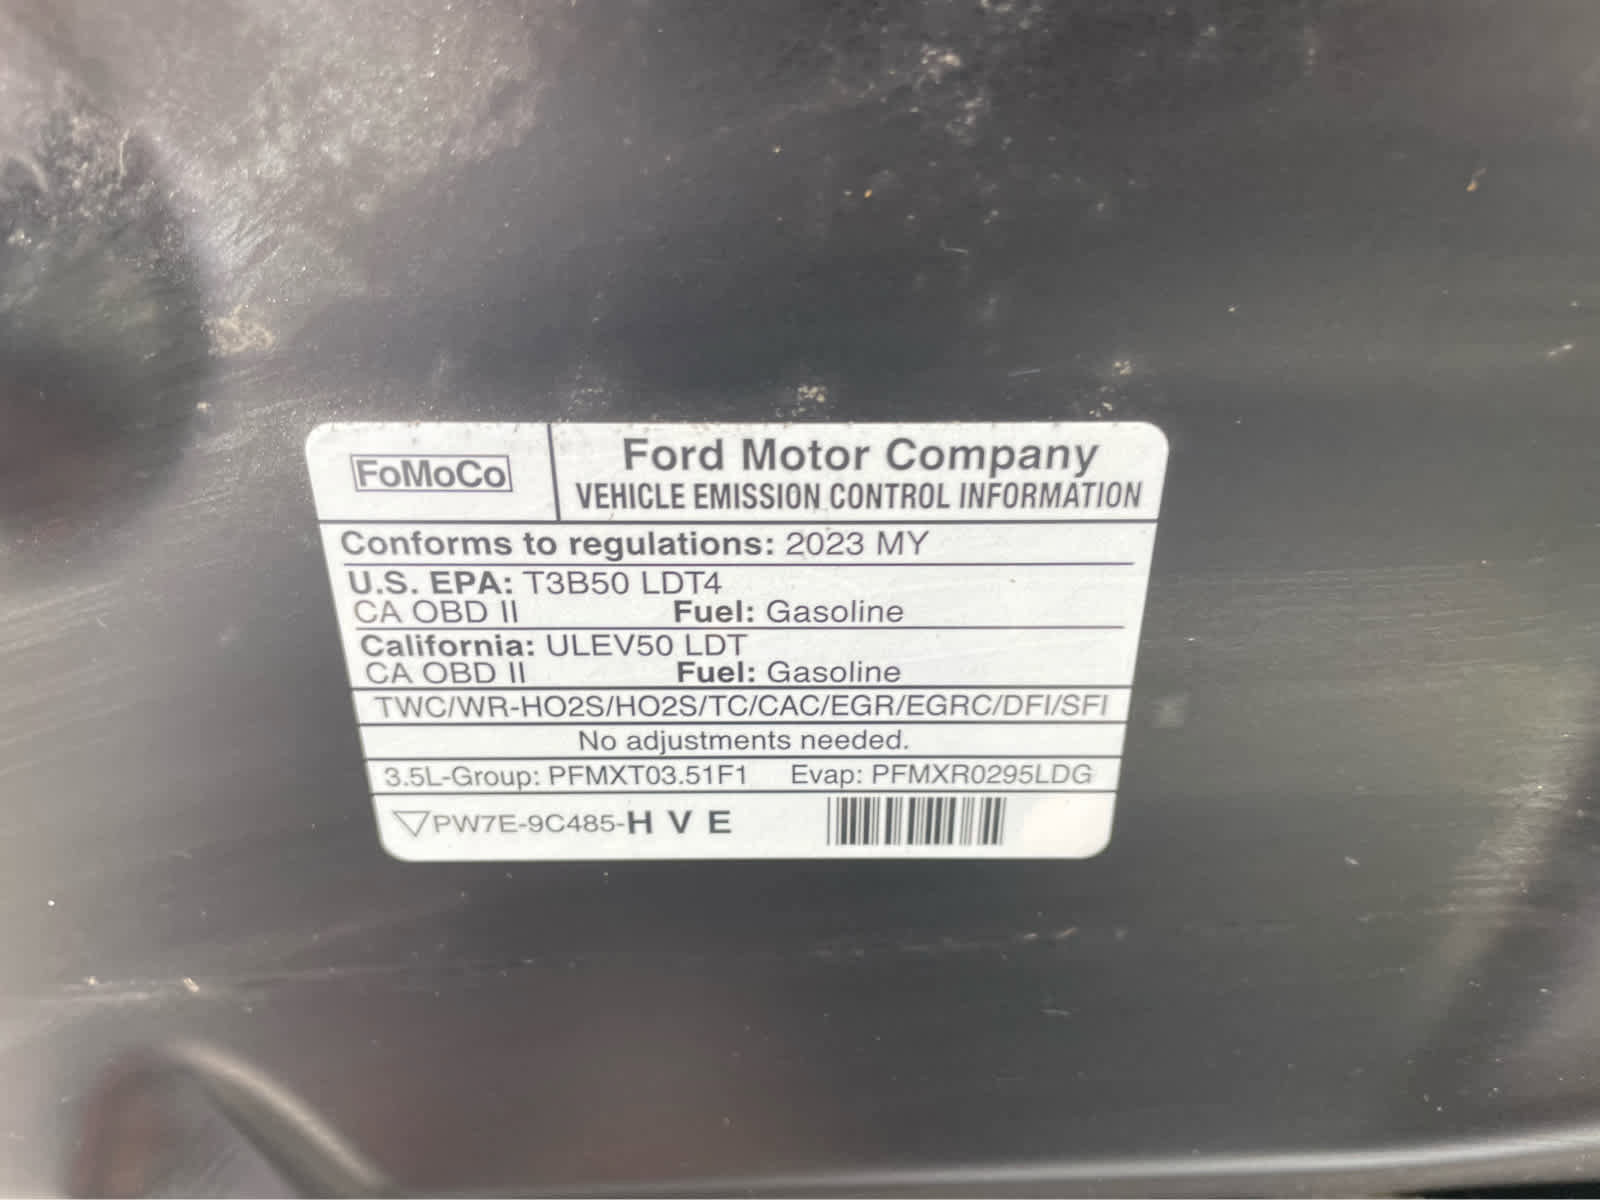 FoMoCo
Ford Motor Company
VEHICLE EMISSION CONTROL INFORMATION
Conforms to regulations: 2023 MY
U.S. EPA: T3B50 LDT4
CA OBD II Fuel: Gasoline
California: ULEV50 LDT
CA OBD II Fuel: Gasoline
TWC/WR-HO2S/HO2S/TC/CAC/EGR/EGRC/DFI/SFI
No adjustments needed.
3.5L-Group: PFMXT03.51F1 Evap: PFMXR0295LDG
PW7E-9C485-H V E